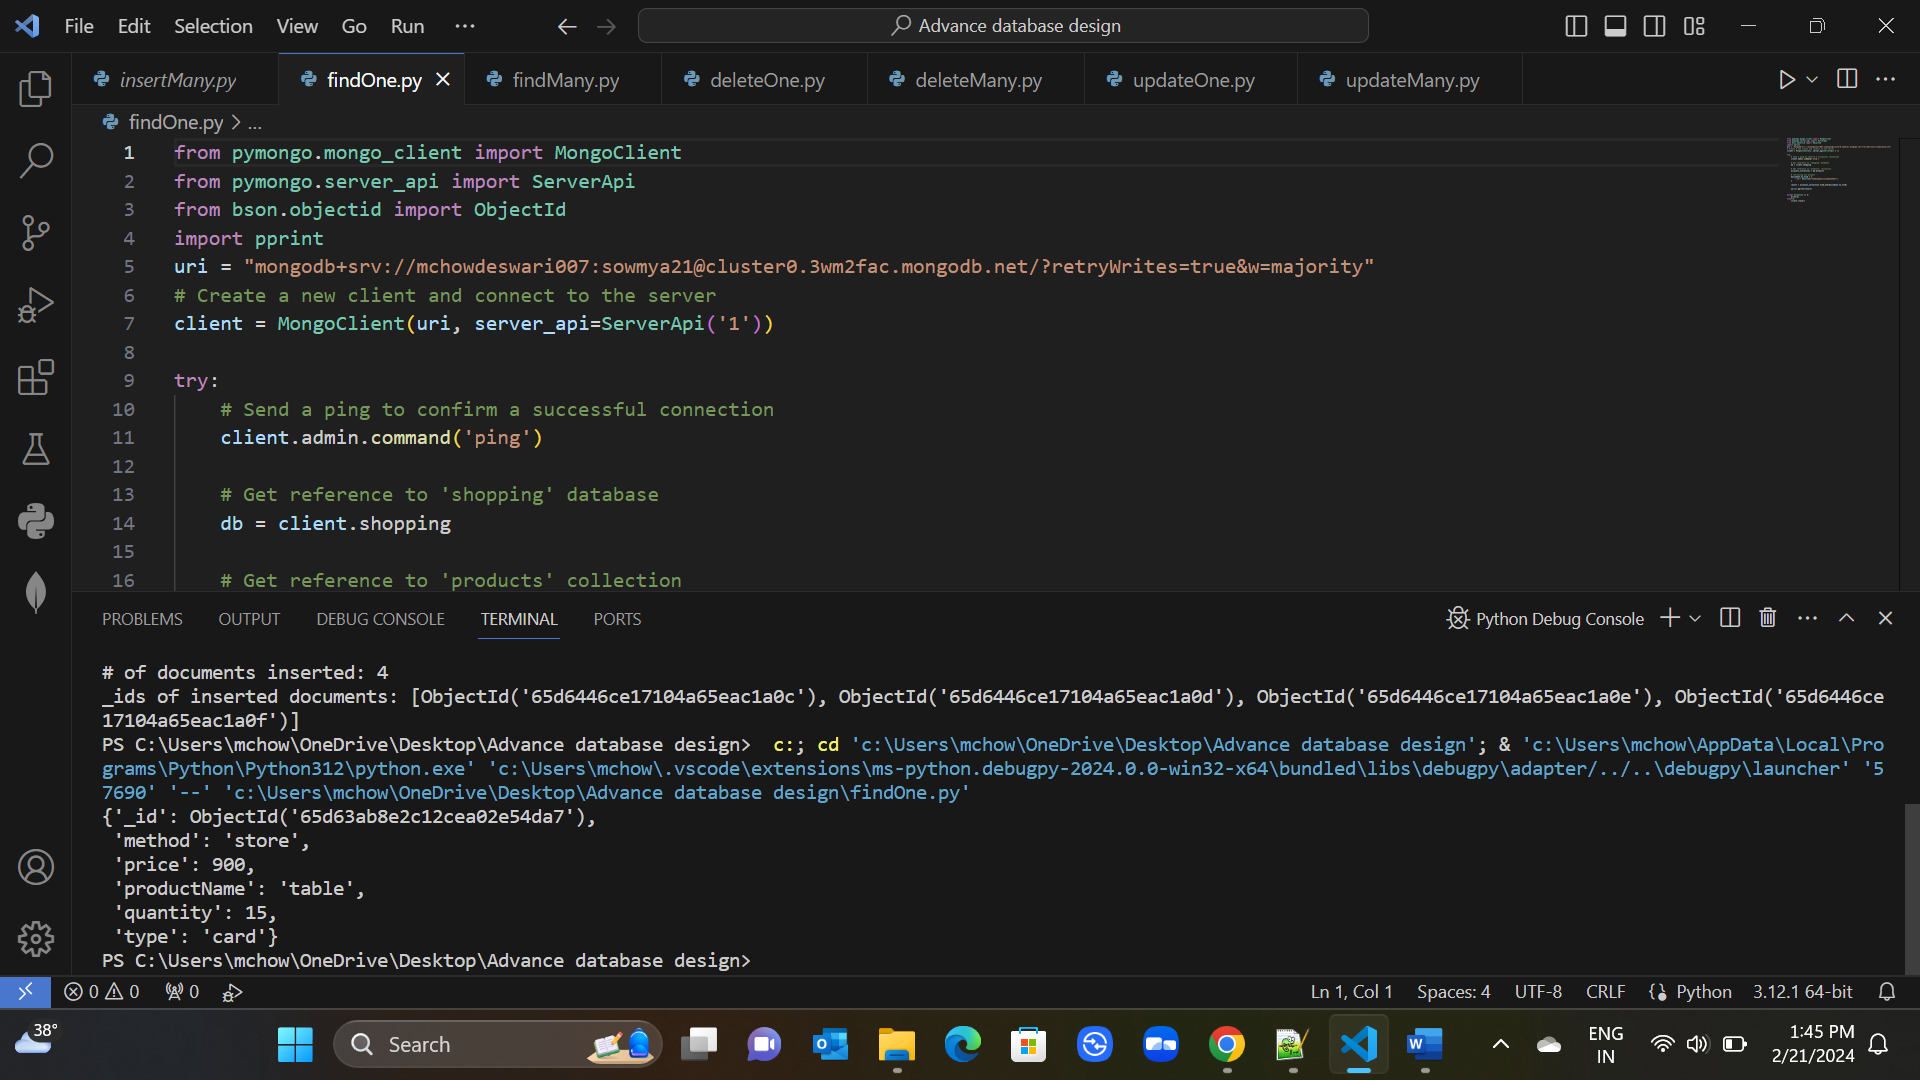 File Edit Selection View Go Run ··· Advance database design
insertMany.py findOne.py findMany.py deleteOne.py deleteMany.py updateOne.py updateMany.py
findOne.py > ...
1 from pymongo.mongo_client import MongoClient
2 from pymongo.server_api import ServerApi
3 from bson.objectid import ObjectId
4 import pprint
5 uri = "mongodb+srv://mchowdeswari007:sowmya21@cluster0.3wm2fac.mongodb.net/?retryWrites=true&w=majority"
6 # Create a new client and connect to the server
7 client = MongoClient(uri, server_api=ServerApi('1'))
8
9 try:
10 # Send a ping to confirm a successful connection
11 client.admin.command('ping')
12
13 # Get reference to 'shopping' database
14 db = client.shopping
15
16 # Get reference to 'products' collection
PROBLEMS OUTPUT DEBUG CONSOLE TERMINAL PORTS Python Debug Console
# of documents inserted: 4
_ids of inserted documents: [ObjectId('65d6446ce17104a65eac1a0c'), ObjectId('65d6446ce17104a65eac1a0d'), ObjectId('65d6446ce17104a65eac1a0e'), ObjectId('65d6446ce
17104a65eac1a0f')]
PS C:\Users\mchow\OneDrive\Desktop\Advance database design>  c:; cd 'c:\Users\mchow\OneDrive\Desktop\Advance database design'; & 'c:\Users\mchow\AppData\Local\Pro
grams\Python\Python312\python.exe' 'c:\Users\mchow\.vscode\extensions\ms-python.debugpy-2024.0.0-win32-x64\bundled\libs\debugpy\adapter/../..\debugpy\launcher' '5
7690' '--' 'c:\Users\mchow\OneDrive\Desktop\Advance database design\findOne.py'
{'_id': ObjectId('65d63ab8e2c12cea02e54da7'),
 'method': 'store',
 'price': 900,
 'productName': 'table',
 'quantity': 15,
 'type': 'card'}
PS C:\Users\mchow\OneDrive\Desktop\Advance database design>
0 0 0 Ln 1, Col 1 Spaces: 4 UTF-8 CRLF {} Python 3.12.1 64-bit
38° Search ENG 1:45 PM
IN 2/21/2024